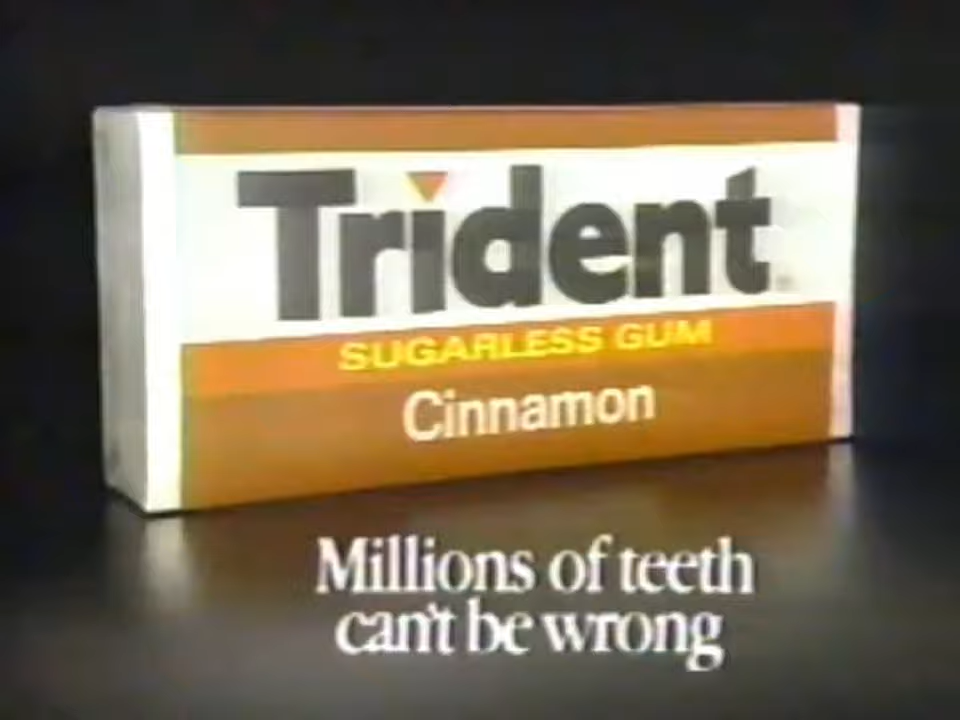 Trident
SUGARLESS GUM
Cinnamon
Millions of teeth
can't be wrong